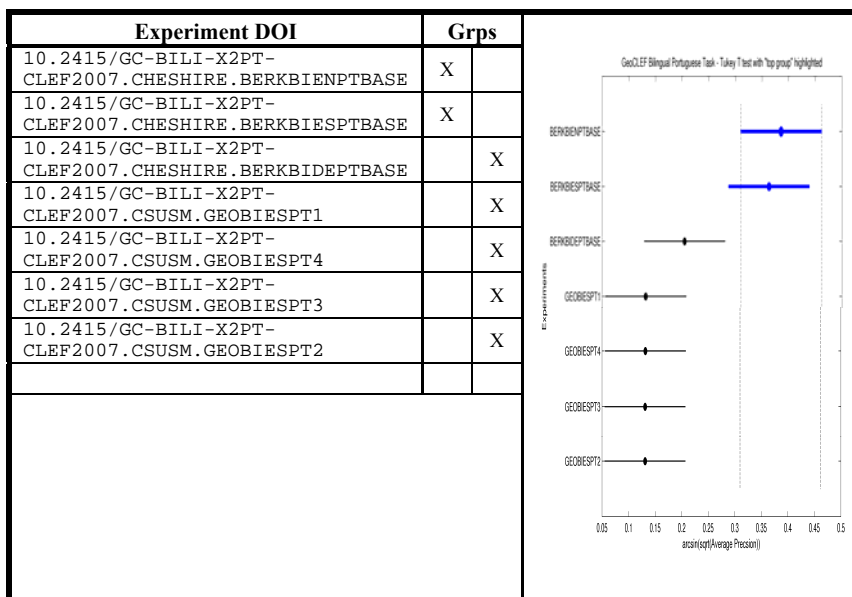 Experiment DOI Grps
10.2415/GC-BILI-X2PT-
CLEF2007.CHESHIRE.BERKBIENPTBASE X
10.2415/GC-BILI-X2PT-
CLEF2007.CHESHIRE.BERKBIESPTBASE X
10.2415/GC-BILI-X2PT-
CLEF2007.CHESHIRE.BERKBIDEPTBASE X
10.2415/GC-BILI-X2PT-
CLEF2007.CSUSM.GEOBIESPT1 X
10.2415/GC-BILI-X2PT-
CLEF2007.CSUSM.GEOBIESPT4 X
10.2415/GC-BILI-X2PT-
CLEF2007.CSUSM.GEOBIESPT3 X
10.2415/GC-BILI-X2PT-
CLEF2007.CSUSM.GEOBIESPT2 X
GeoCLEF Bilingual Portuguese Task - Tukey T test with "top group" highlighted
BERKBIENPTBASE
BERKBIESPTBASE
BERKBIDEPTBASE
GEOBIESPT1
GEOBIESPT4
GEOBIESPT3
GEOBIESPT2
Experiments
0.05 0.1 0.15 0.2 0.25 0.3 0.35 0.4 0.45 0.5
arcsin(sqrt(Average Precsion))